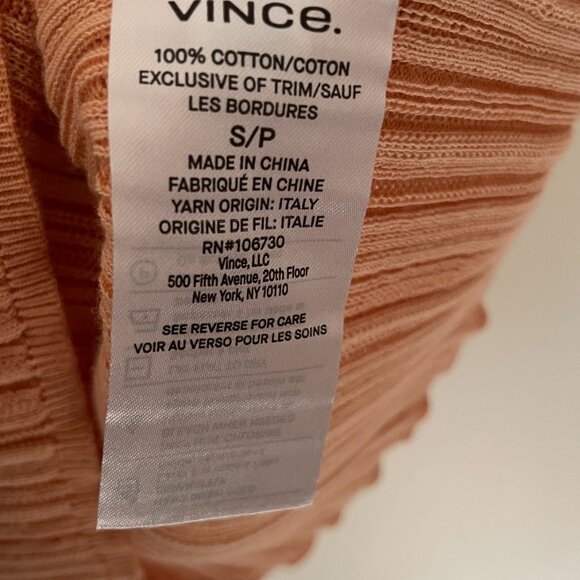 VINCE.
100% COTTON/COTON
EXCLUSIVE OF TRIM/SAUF
LES BORDURES
S/P
MADE IN CHINA
FABRIQUÉ EN CHINE
YARN ORIGIN: ITALY
ORIGINE DE FIL: ITALIE
RN#106730
Vince, LLC
500 Fifth Avenue, 20th Floor
New York, NY 10110
SEE REVERSE FOR CARE
VOIR AU VERSO POUR LES SOINS